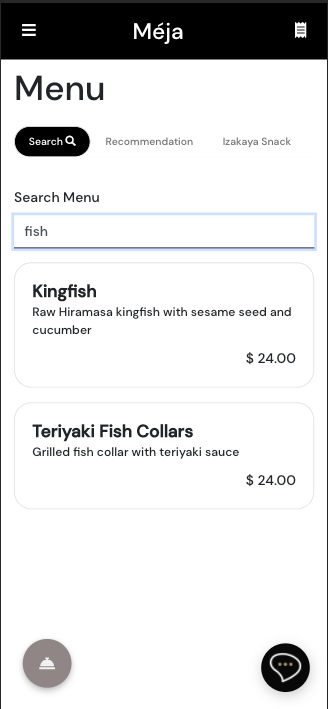 Méja
Menu
Search
Recommendation
Izakaya Snack
Search Menu
fish
Kingfish
Raw Hiramasa kingfish with sesame seed and
cucumber
$ 24.00
Teriyaki Fish Collars
Grilled fish collar with teriyaki sauce
$ 24.00